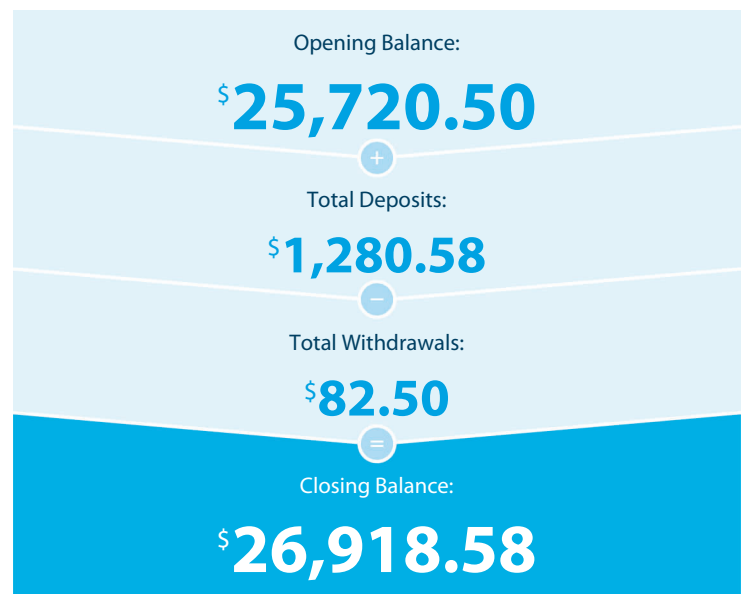 Opening Balance:
$25,720.50
+
Total Deposits:
$1,280.58
−
Total Withdrawals:
$82.50
=
Closing Balance:
$26,918.58